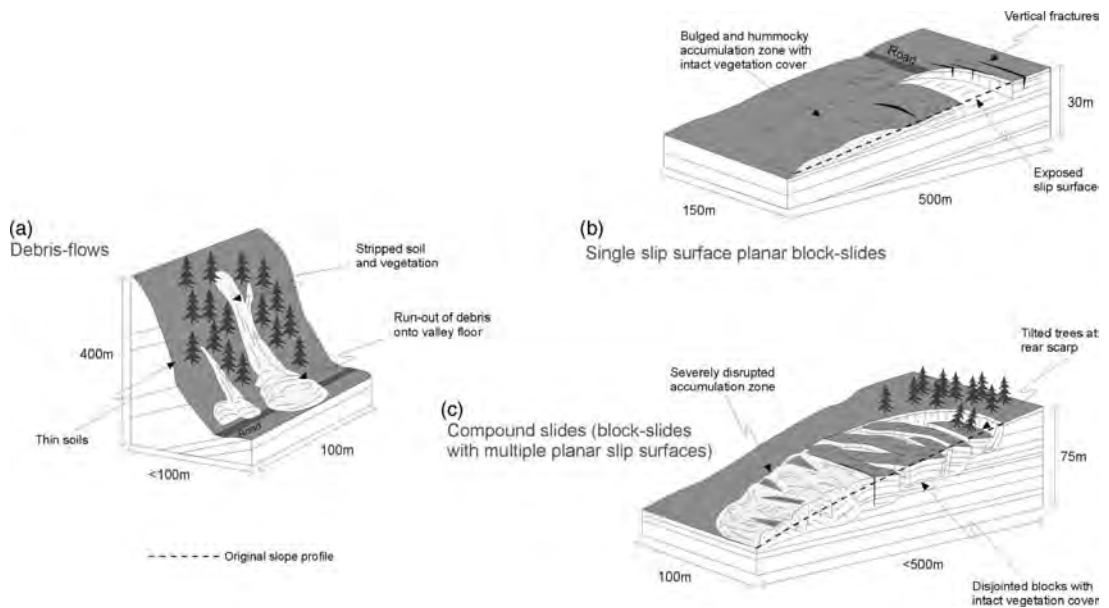 Vertical fractures
Bulged and hummocky
accumulation zone with
intact vegetation cover
Road
30m
Exposed
slip surface
500m
150m
(b)
Single slip surface planar block-slides
(a)
Debris-flows
Stripped soil
and vegetation
Run-out of debris
onto valley floor
400m
Thin soils
Road
100m
<100m
Tilted trees at
rear scarp
Severely disrupted
accumulation zone
(c)
Compound slides (block-slides
with multiple planar slip surfaces)
75m
<500m
100m
Disjointed blocks with
intact vegetation cover
Original slope profile